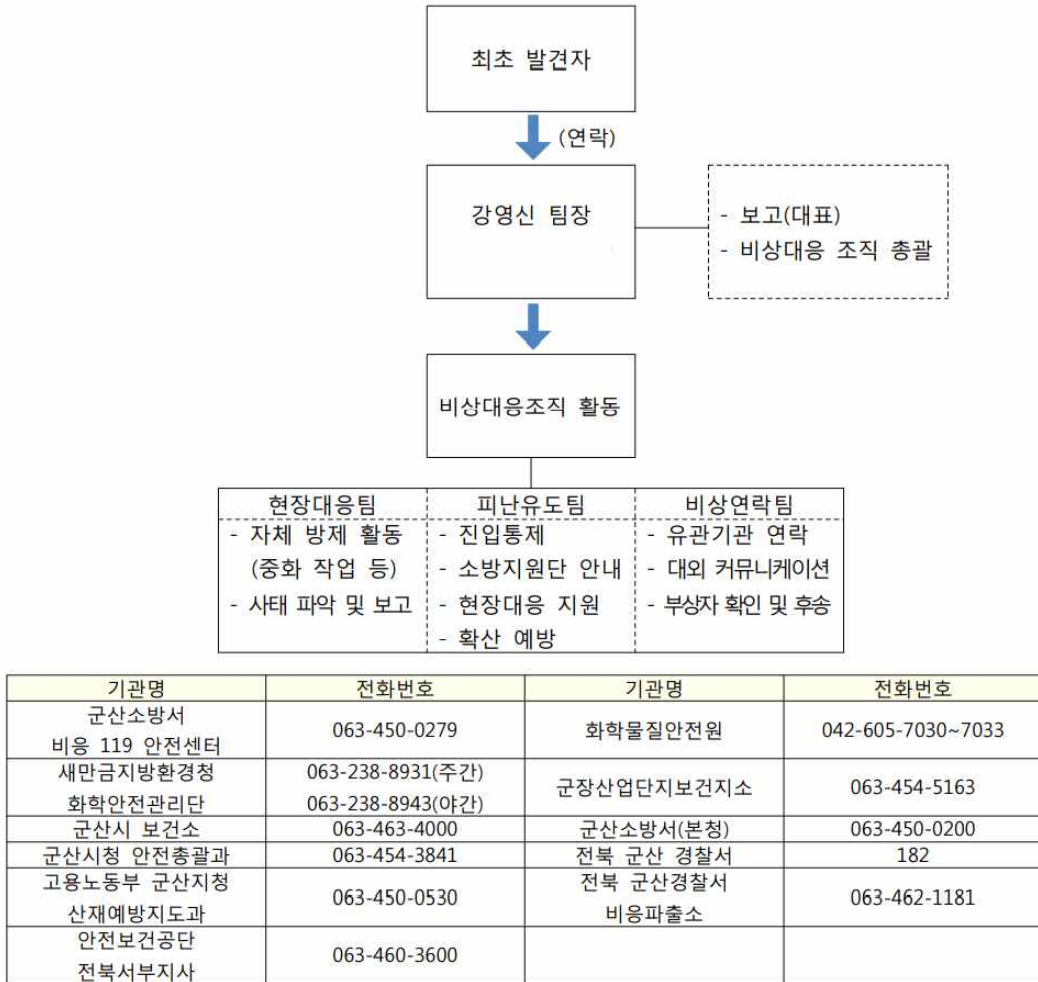 최초 발견자
(연락)
강영신 팀장
- 보고(대표)
- 비상대응 조직 총괄
비상대응조직 활동
현장대응팀
- 자체 방제 활동
(중화 작업 등)
- 사태 파악 및 보고
피난유도팀
- 진입통제
- 소방지원단 안내
- 현장대응 지원
- 확산 예방
비상연락팀
- 유관기관 연락
- 대외 커뮤니케이션
- 부상자 확인 및 후송
기관명 전화번호 기관명 전화번호
군산소방서
비응 119 안전센터
063-450-0279
화학물질안전원
042-605-7030~7033
새만금지방환경청
화학안전관리단
063-238-8931(주간)
063-238-8943(야간)
군장산업단지보건지소
063-454-5163
군산시 보건소 063-463-4000 군산소방서(본청) 063-450-0200
군산시청 안전총괄과 063-454-3841 전북 군산 경찰서 182
고용노동부 군산지청
산재예방지도과
063-450-0530
전북 군산경찰서
비응파출소
063-462-1181
안전보건공단
전북서부지사
063-460-3600